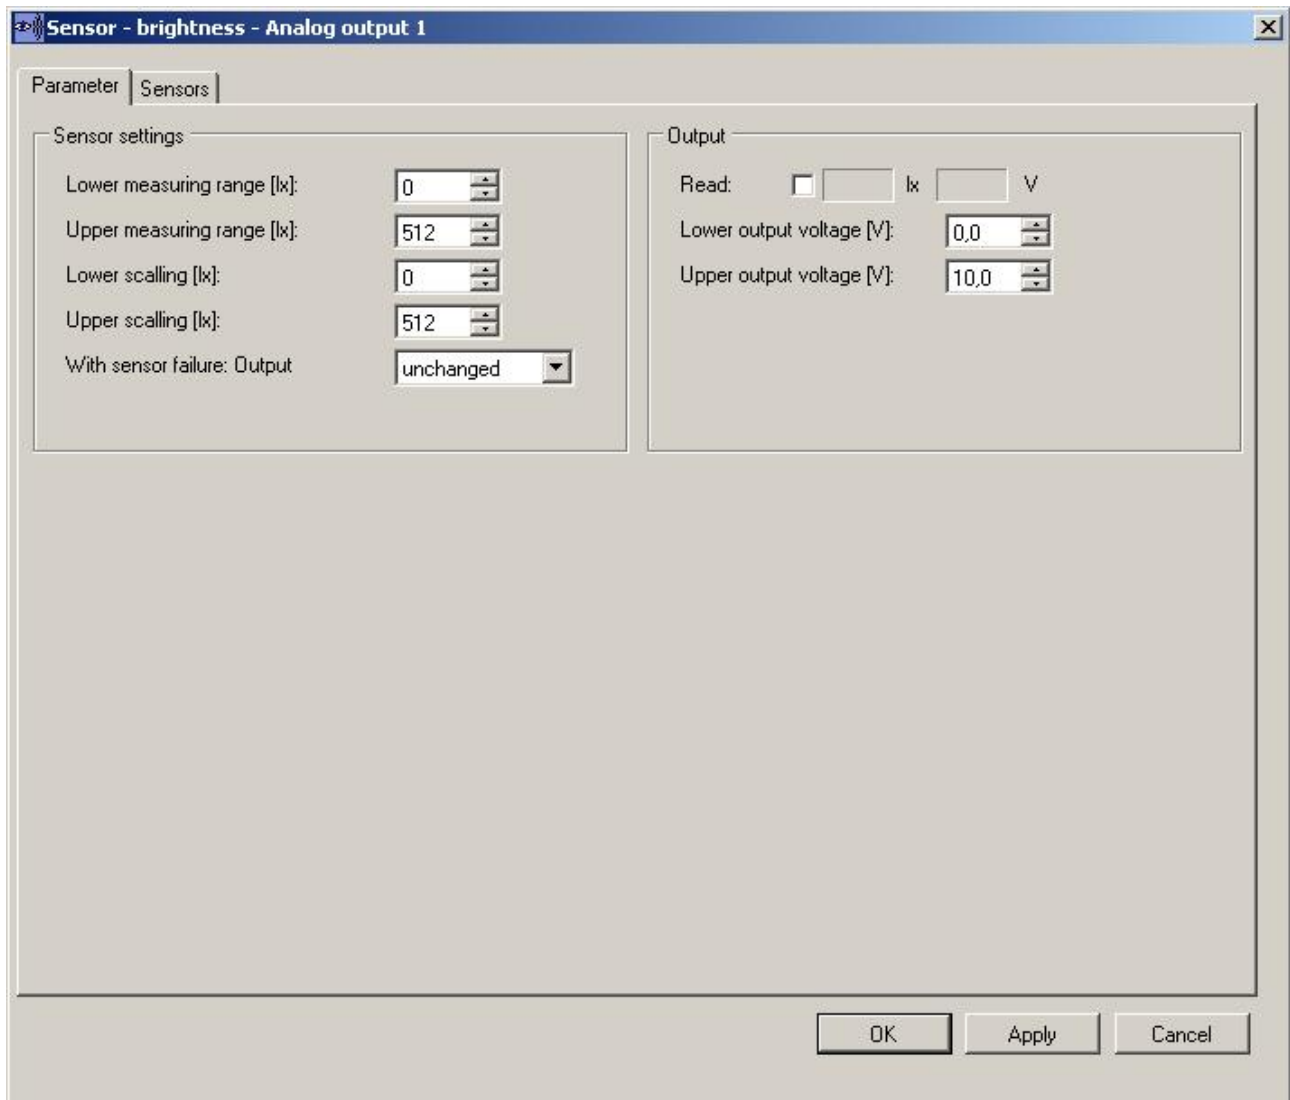 Sensor - brightness - Analog output 1
Parameter Sensors
Sensor settings
Lower measuring range [lx]: 0
Upper measuring range [lx]: 512
Lower scalling [lx]: 0
Upper scalling [lx]: 512
With sensor failure: Output unchanged
Output
Read: lx V
Lower output voltage [V]: 0,0
Upper output voltage [V]: 10,0
OK Apply Cancel